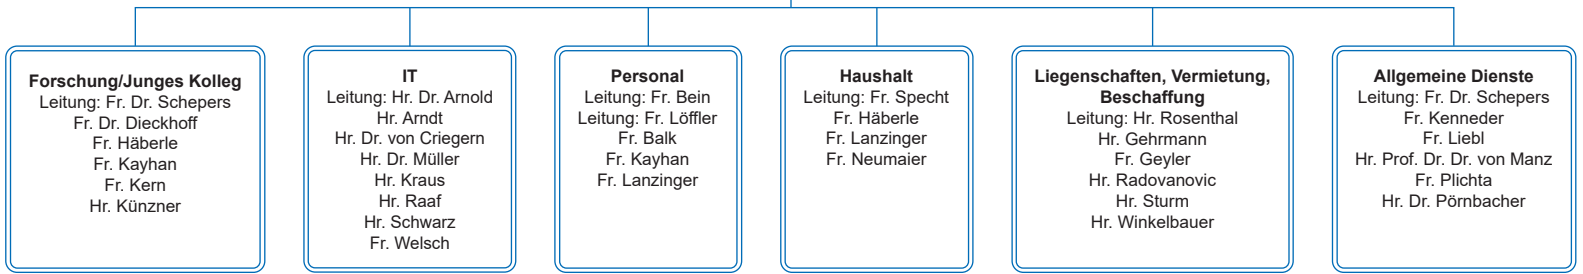 Forschung/Junges Kolleg
Leitung: Fr. Dr. Schepers
Fr. Dr. Dieckhoff
Fr. Häberle
Fr. Kayhan
Fr. Kern
Hr. Künzner
IT
Leitung: Hr. Dr. Arnold
Hr. Arndt
Hr. Dr. von Criegern
Hr. Dr. Müller
Hr. Kraus
Hr. Raaf
Hr. Schwarz
Fr. Welsch
Personal
Leitung: Fr. Bein
Leitung: Fr. Löffler
Fr. Balk
Fr. Kayhan
Fr. Lanzinger
Haushalt
Leitung: Fr. Specht
Fr. Häberle
Fr. Lanzinger
Fr. Neumaier
Liegenschaften, Vermietung,
Beschaffung
Leitung: Hr. Rosenthal
Hr. Gehrmann
Fr. Geyler
Hr. Radovanovic
Hr. Sturm
Hr. Winkelbauer
Allgemeine Dienste
Leitung: Fr. Dr. Schepers
Fr. Kenneder
Fr. Liebl
Hr. Prof. Dr. Dr. von Manz
Fr. Plichta
Hr. Dr. Pörnbacher